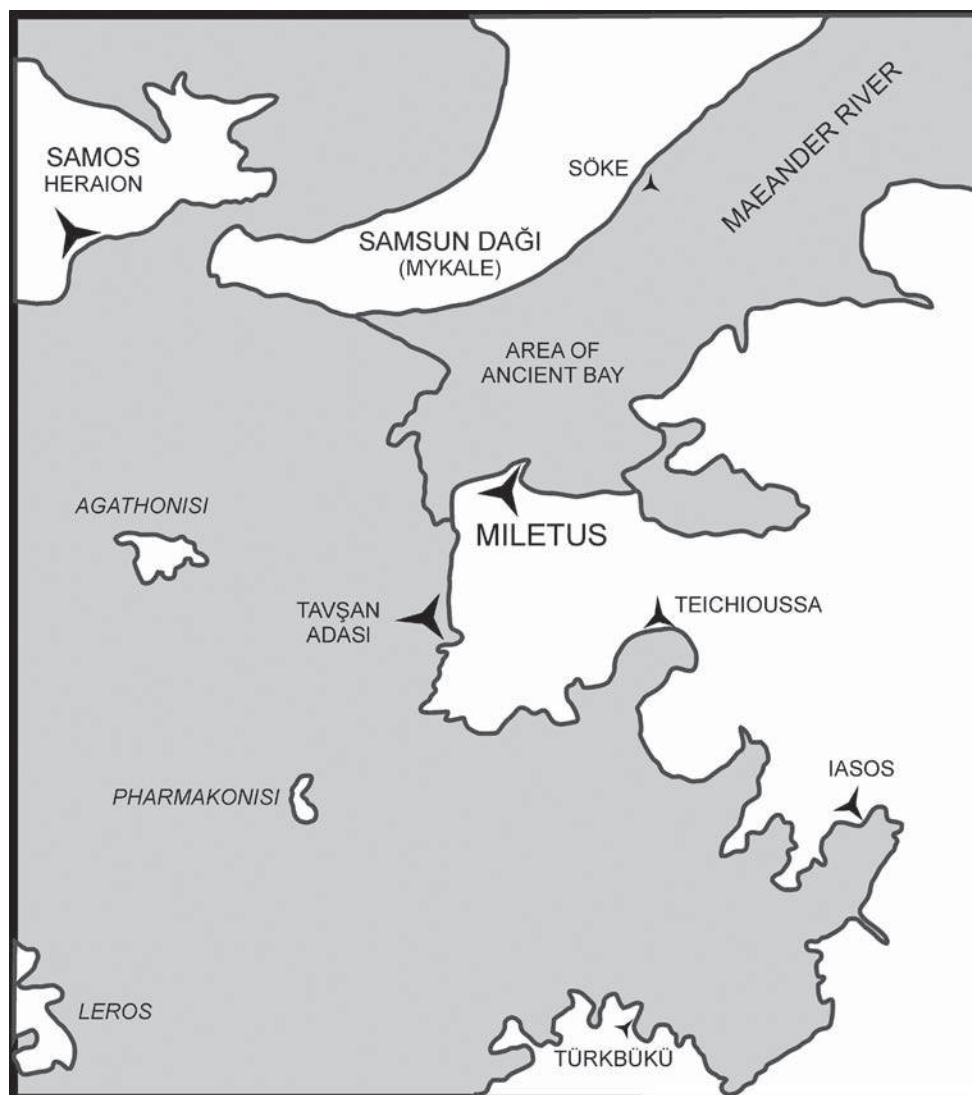 MAEANDER RIVER
SAMOS
HERAION
SÖKE
SAMSUN DAĞI
(MYKALE)
AREA OF
ANCIENT BAY
AGATHONISI
MILETUS
TAVŞAN
ADASI
TEICHIOUSSA
IASOS
PHARMAKONISI
LEROS
TÜRKBÜKÜ